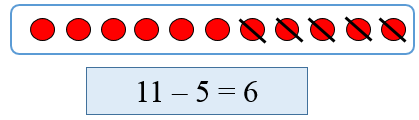 11 – 5 = 6